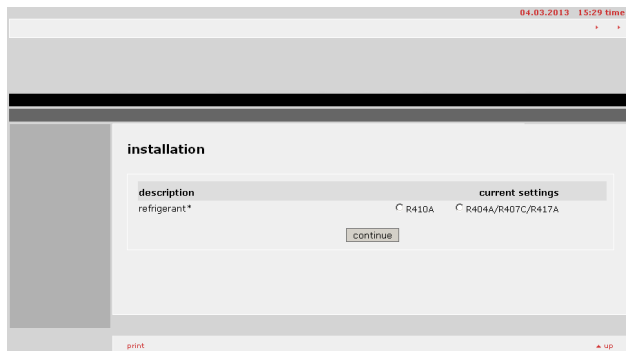 04.03.2013 15:29 time
installation
description current settings
refrigerant* R410A R404A/R407C/R417A
continue
print up